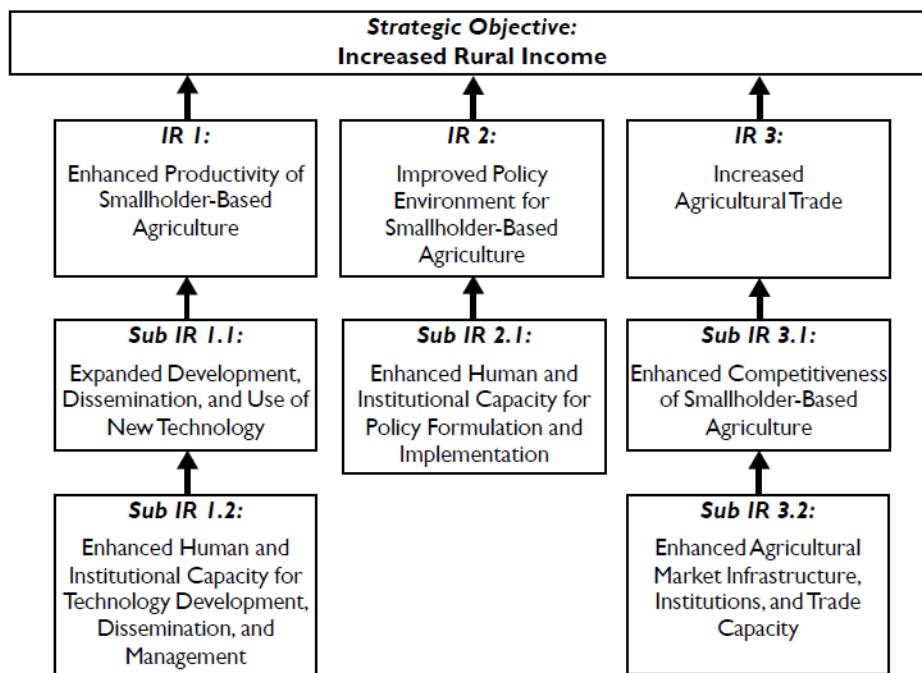 Strategic Objective:
Increased Rural Income
IR 1:
Enhanced Productivity of
Smallholder-Based
Agriculture
IR 2:
Improved Policy
Environment for
Smallholder-Based
Agriculture
IR 3:
Increased
Agricultural Trade
Sub IR 1.1:
Expanded Development,
Dissemination, and Use of
New Technology
Sub IR 2.1:
Enhanced Human and
Institutional Capacity for
Policy Formulation and
Implementation
Sub IR 3.1:
Enhanced Competitiveness
of Smallholder-Based
Agriculture
Sub IR 1.2:
Enhanced Human and
Institutional Capacity for
Technology Development,
Dissemination, and
Management
Sub IR 3.2:
Enhanced Agricultural
Market Infrastructure,
Institutions, and Trade
Capacity